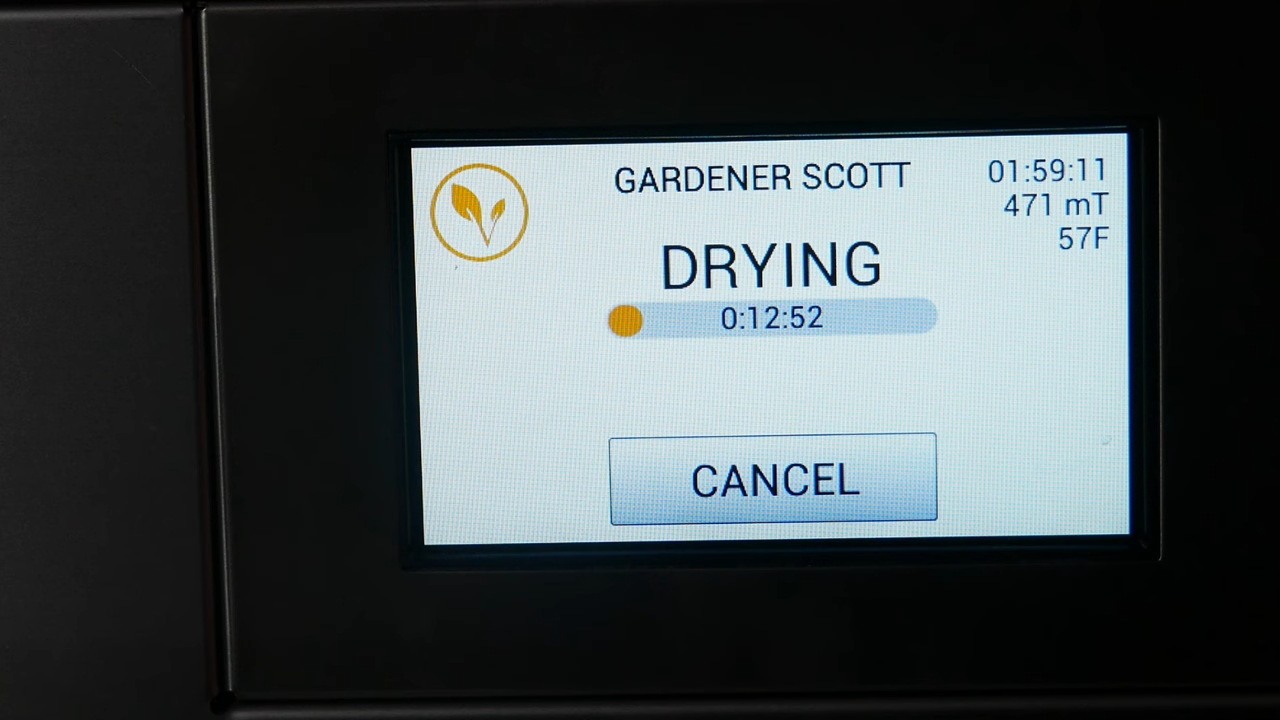 GARDENER SCOTT
01:59:11
471 mT
57F
DRYING
0:12:52
CANCEL